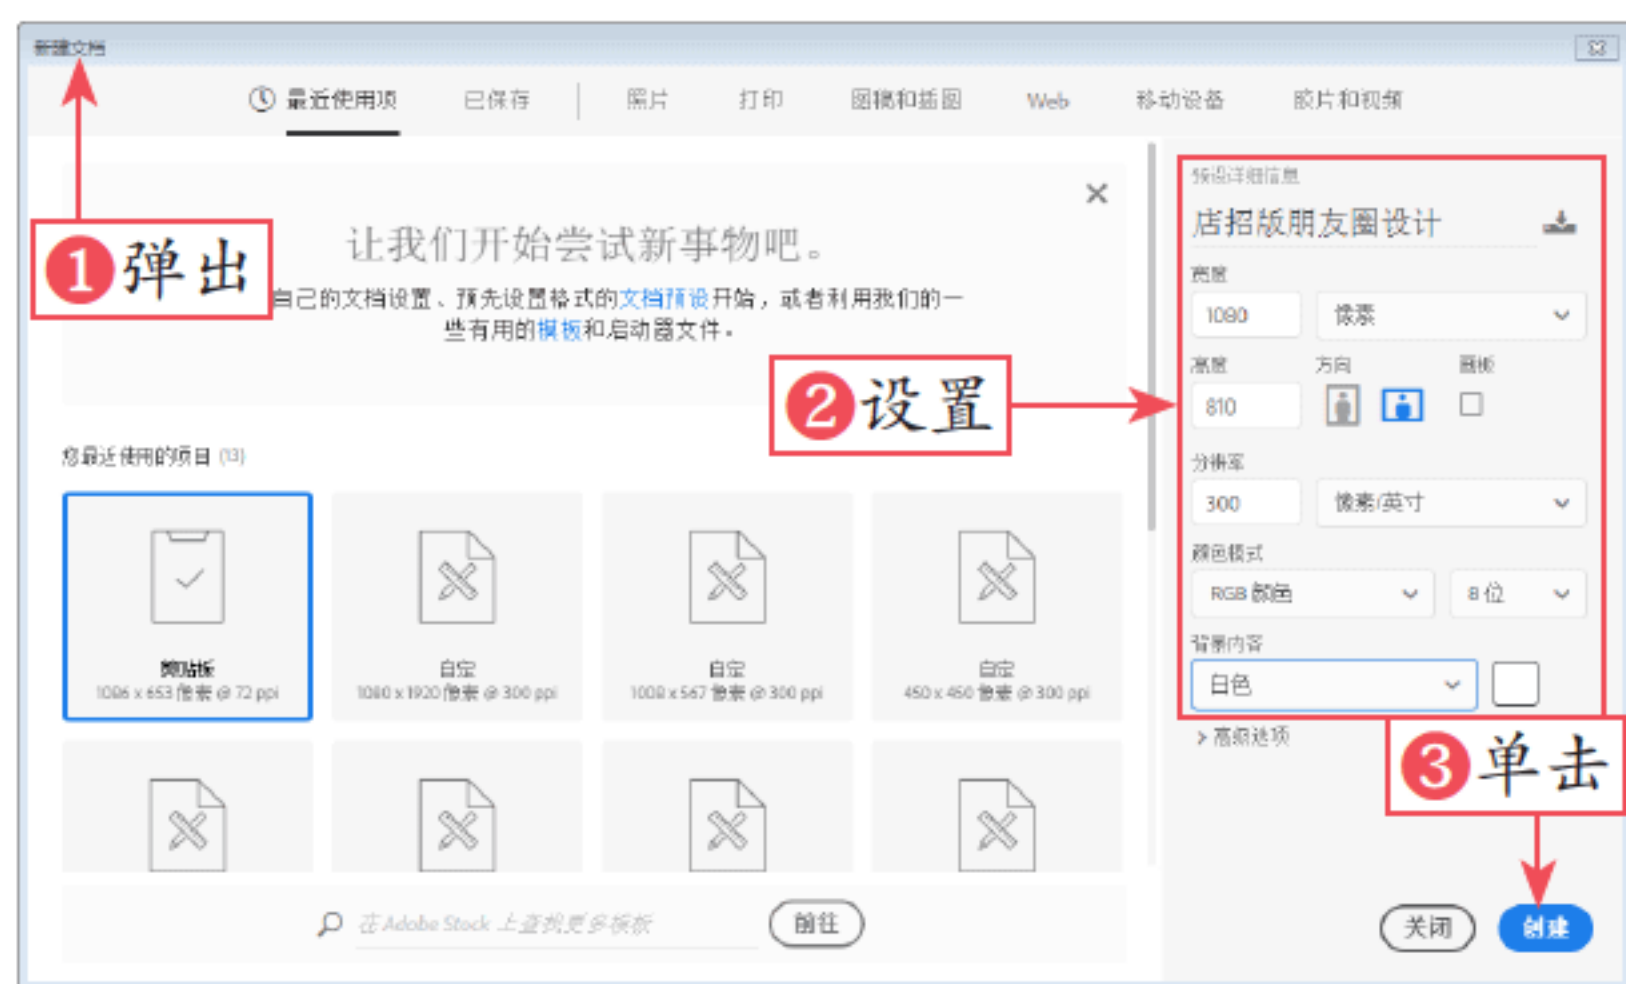 新建文档
最近使用项 已保存 照片 打印 图稿和插图 Web 移动设备 胶片和视频
❶弹出
让我们开始尝试新事物吧。
自己的文档设置、预先设置格式的文档预设开始，或者利用我们的一
些有用的模板和启动器文件。
❷设置
您最近使用的项目 (13)
剪贴板
1086 x 653 像素 @ 72 ppi
自定
1080 x 1920 像素 @ 300 ppi
自定
1008 x 567 像素 @ 300 ppi
自定
450 x 450 像素 @ 300 ppi
在 Adobe Stock 上查找更多模板
前往
预设详细信息
店招版朋友圈设计
宽度
1080 像素
高度 方向 画板
810
分辨率
300 像素/英寸
颜色模式
RGB 颜色 8 位
背景内容
白色
高级选项
❸单击
关闭 创建